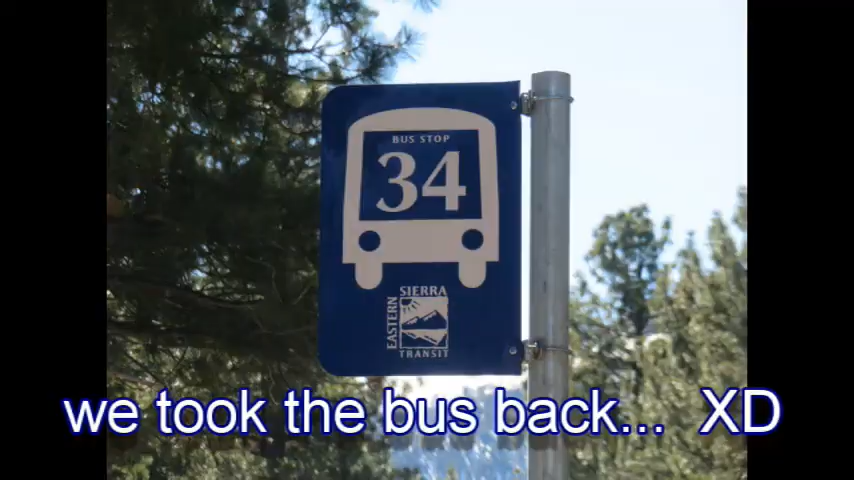 BUS STOP
34
EASTERN
SIERRA
TRANSIT
we took the bus back... XD